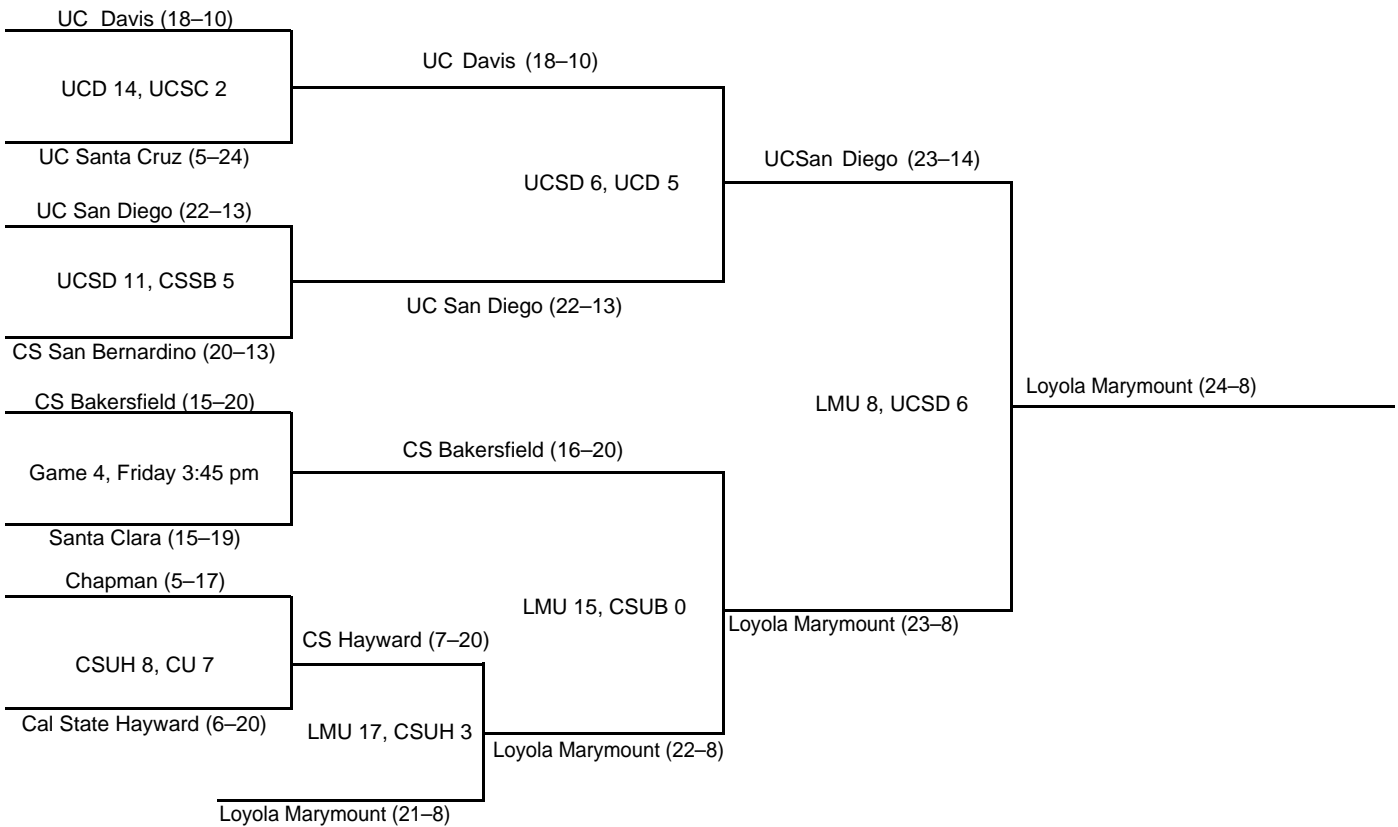 UC Davis (18–10)
UCD 14, UCSC 2
UC Santa Cruz (5–24)
UC San Diego (22–13)
UCSD 11, CSSB 5
CS San Bernardino (20–13)
CS Bakersfield (15–20)
Game 4, Friday 3:45 pm
Santa Clara (15–19)
Chapman (5–17)
CSUH 8, CU 7
Cal State Hayward (6–20)
UC Davis (18–10)
UCSD 6, UCD 5
UC San Diego (22–13)
CS Bakersfield (16–20)
LMU 15, CSUB 0
CS Hayward (7–20)
LMU 17, CSUH 3
Loyola Marymount (21–8)
Loyola Marymount (22–8)
UCSan Diego (23–14)
LMU 8, UCSD 6
Loyola Marymount (23–8)
Loyola Marymount (24–8)